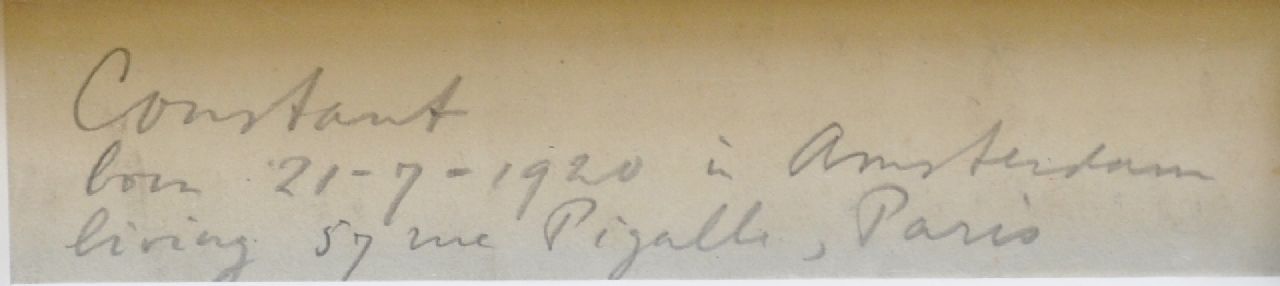 Constant
born 21-7-1920 in Amsterdam
living 57 rue Pigalle, Paris